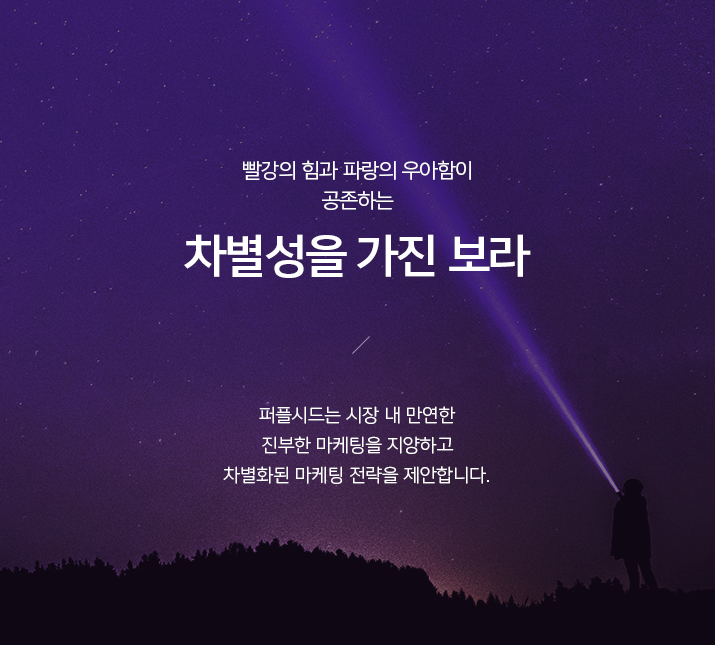 빨강의 힘과 파랑의 우아함이
공존하는
차별성을 가진 보라
퍼플시드는 시장 내 만연한
진부한 마케팅을 지양하고
차별화된 마케팅 전략을 제안합니다.